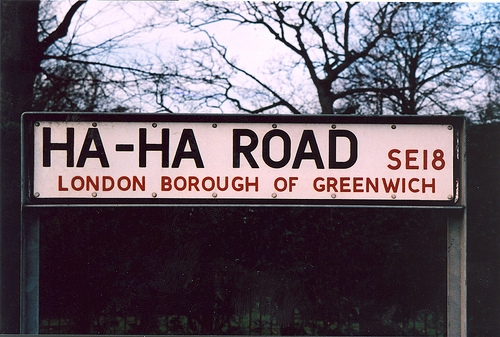 HA-HA ROAD SE18
LONDON BOROUGH OF GREENWICH